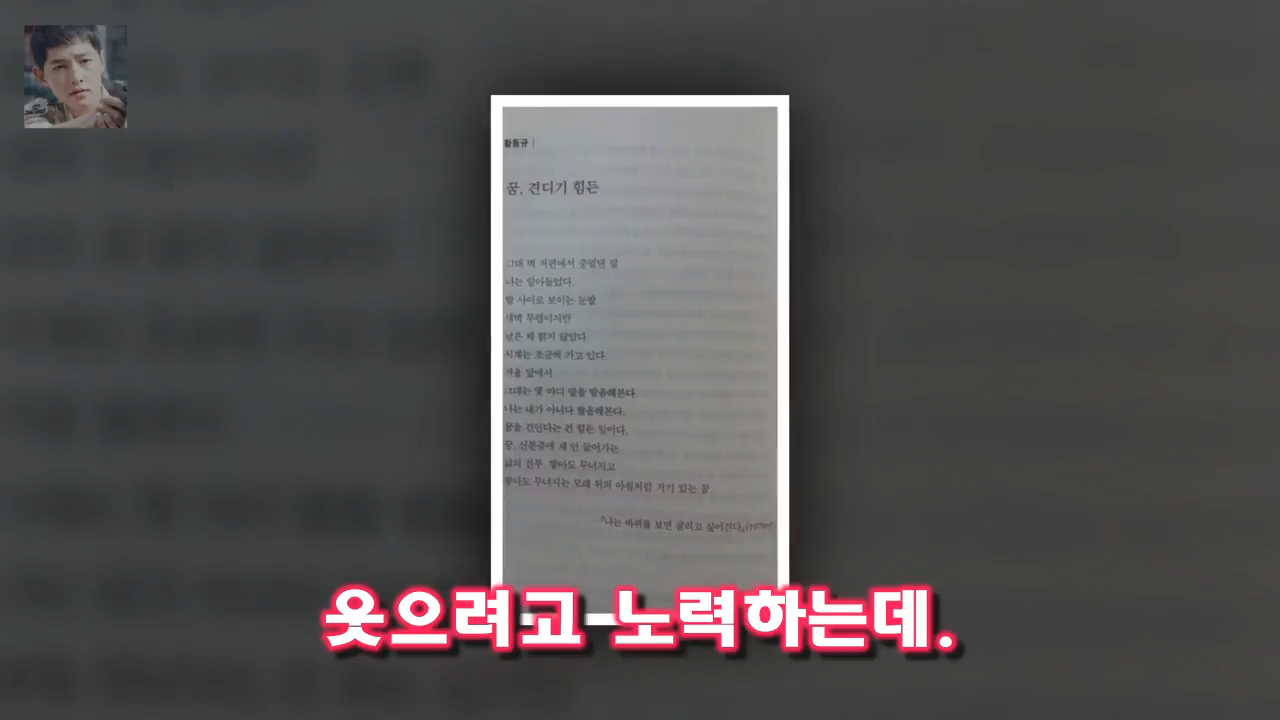 황동규
꿈, 견디기 힘든
그대 벽 저편에서 중얼댄 말
나는 알아들었다.
발 사이로 보이는 눈발
새벽 무렵이지만
날은 채 밝지 않았다.
시계는 조금씩 가고 있다.
거울 앞에서
그대는 몇 마디 말을 발음해본다.
나는 내가 아니다 발음해본다.
꿈을 견딘다는 건 힘든 일이다.
꿈, 신분증에 채 안 들어가는
삶의 전부, 쌓아도 무너지고
쌓아도 무너지는 모래 위의 아침처럼 거기 있는 꿈.
—『나는 바퀴를 보면 굴리고 싶어진다』(1978)
웃으려고 노력하는데.